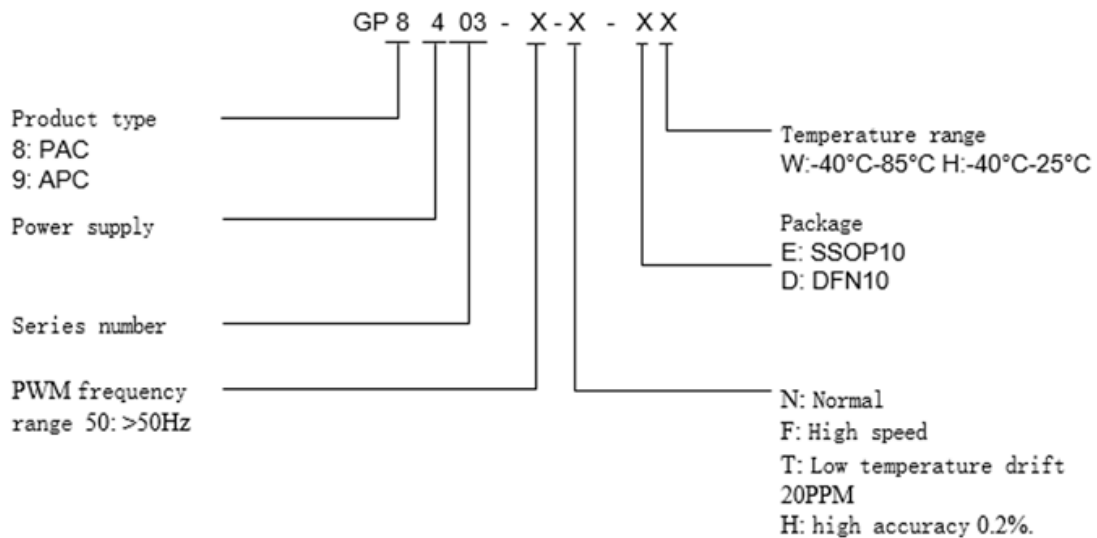 GP 8 4 03 - X - X - X X
Product type
8: PAC
9: APC
Power supply
Series number
PWM frequency
range 50: >50Hz
Temperature range
W:-40°C-85°C H:-40°C-25°C
Package
E: SSOP10
D: DFN10
N: Normal
F: High speed
T: Low temperature drift
20PPM
H: high accuracy 0.2%.